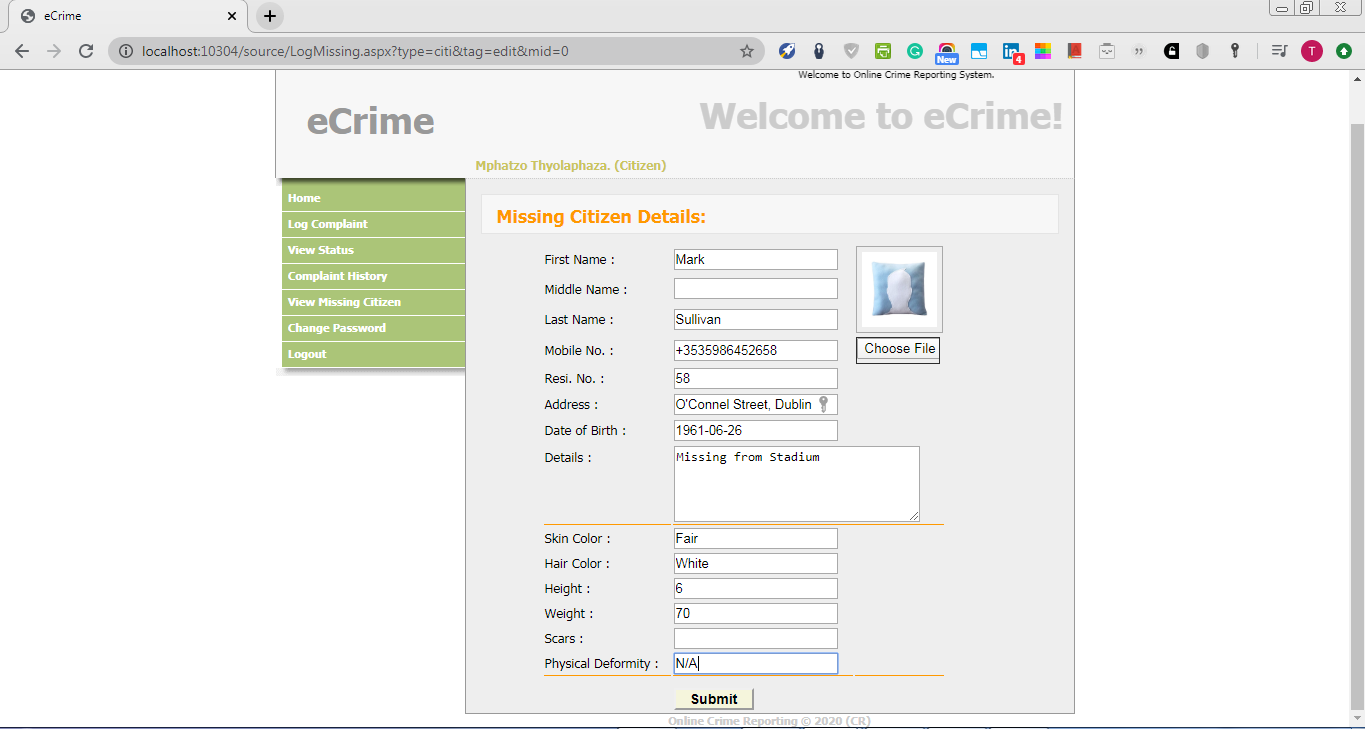 eCrime
localhost:10304/source/LogMissing.aspx?type=citi&tag=edit&mid=0
New
4
T
Welcome to Online Crime Reporting System.
eCrime
Welcome to eCrime!
Mphatzo Thyolaphaza. (Citizen)
Home
Log Complaint
View Status
Complaint History
View Missing Citizen
Change Password
Logout
Missing Citizen Details:
First Name : Mark
Middle Name :
Last Name : Sullivan
Mobile No. : +3535986452658
Choose File
Resi. No. : 58
Address : O'Connel Street, Dublin
Date of Birth : 1961-06-26
Details : Missing from Stadium
Skin Color : Fair
Hair Color : White
Height : 6
Weight : 70
Scars :
Physical Deformity : N/A
Submit
Online Crime Reporting © 2020 (CR)